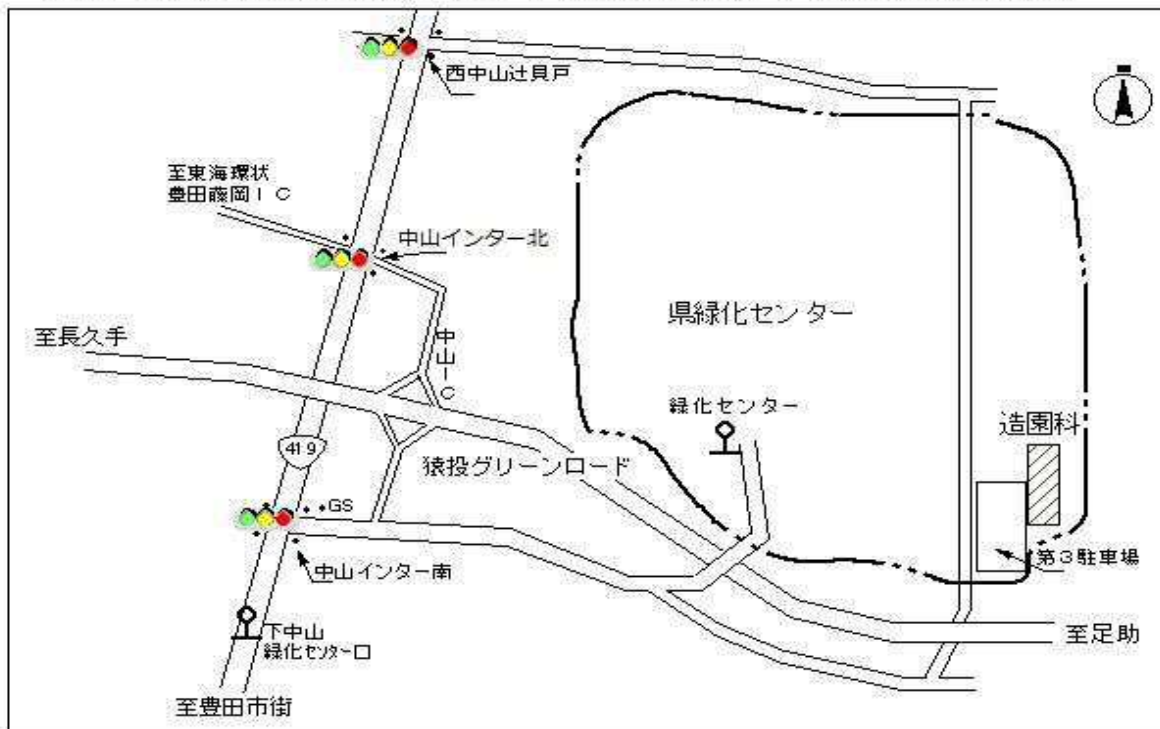 西中山辻貝戸
至東海環状
豊田藤岡ＩＣ
中山インター北
至長久手
中山IC
県緑化センター
緑化センター
造園科
419
猿投グリーンロード
GS
第３駐車場
中山インター南
下中山
緑化センター口
至足助
至豊田市街